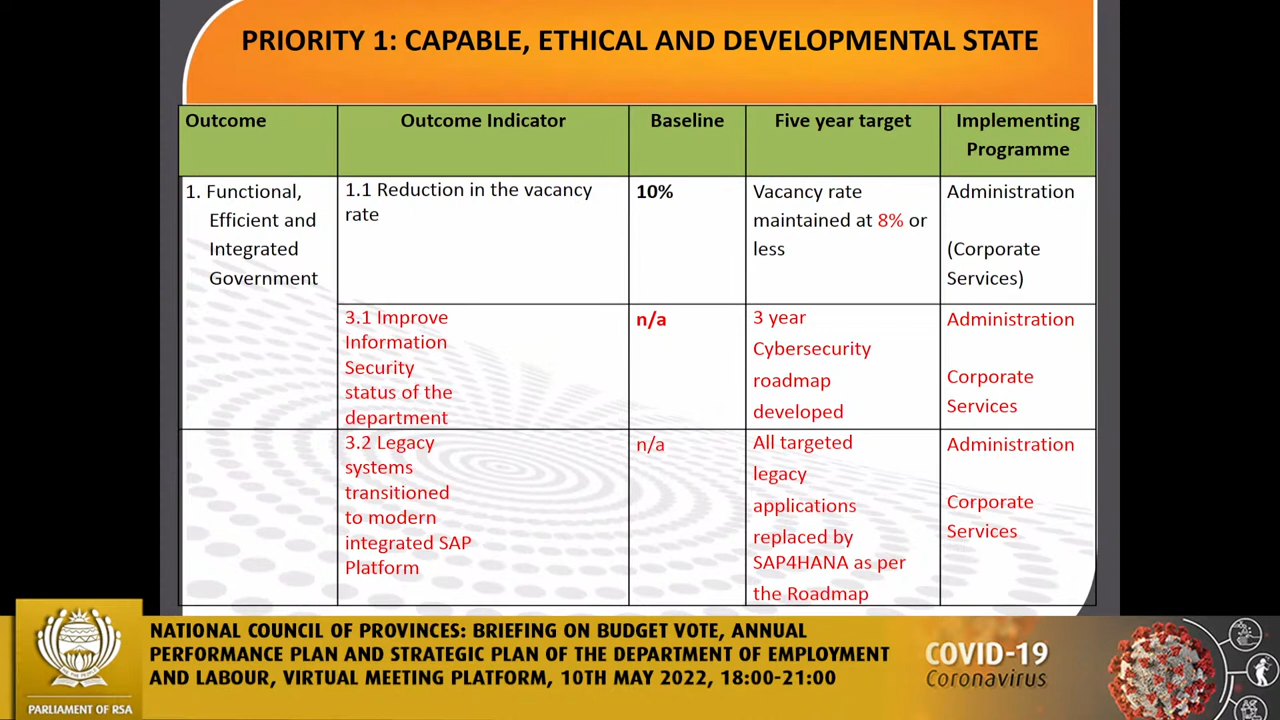 PRIORITY 1: CAPABLE, ETHICAL AND DEVELOPMENTAL STATE
Outcome
Outcome Indicator
Baseline
Five year target
Implementing
Programme
1. Functional,
Efficient and
Integrated
Government
1.1 Reduction in the vacancy
rate
10%
Vacancy rate
maintained at 8% or
less
Administration
(Corporate
Services)
3.1 Improve
Information
Security
status of the
department
n/a
3 year
Cybersecurity
roadmap
developed
Administration
Corporate
Services
3.2 Legacy
systems
transitioned
to modern
integrated SAP
Platform
n/a
All targeted
legacy
applications
replaced by
SAP4HANA as per
the Roadmap
Administration
Corporate
Services
PARLIAMENT OF RSA
NATIONAL COUNCIL OF PROVINCES: BRIEFING ON BUDGET VOTE, ANNUAL
PERFORMANCE PLAN AND STRATEGIC PLAN OF THE DEPARTMENT OF EMPLOYMENT
AND LABOUR, VIRTUAL MEETING PLATFORM, 10TH MAY 2022, 18:00-21:00
COVID-19
Coronavirus